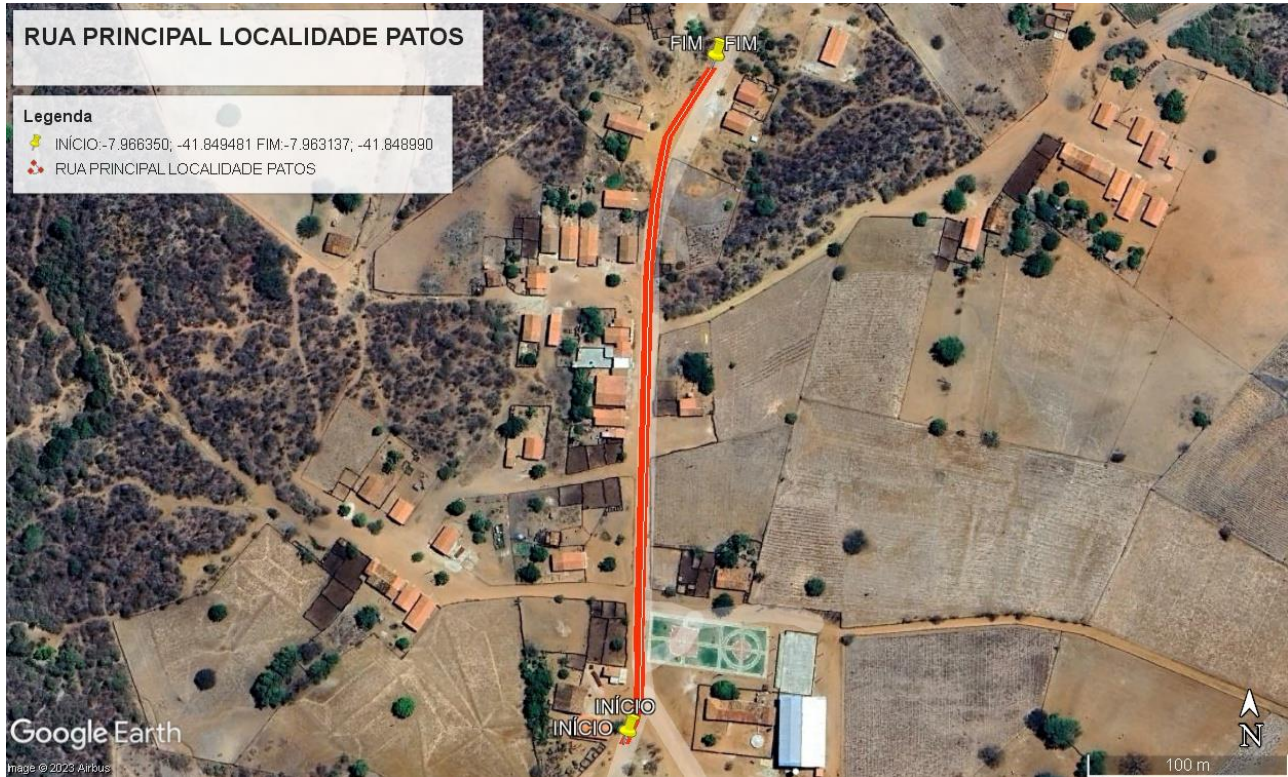 RUA PRINCIPAL LOCALIDADE PATOS
Legenda
INÍCIO:-7.966350; -41.849481 FIM:-7.963137; -41.848990
RUA PRINCIPAL LOCALIDADE PATOS
FIM FIM
INÍCIO
INÍCIO
Google Earth
Image © 2023 Airbus
N
100 m